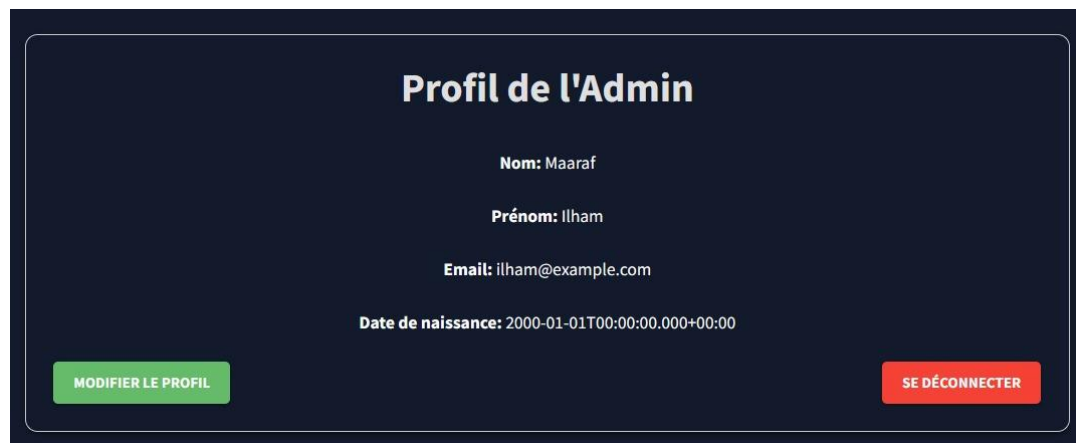 Profil de l'Admin
Nom: Maaraf
Prénom: Ilham
Email: ilham@example.com
Date de naissance: 2000-01-01T00:00:00.000+00:00
MODIFIER LE PROFIL
SE DÉCONNECTER